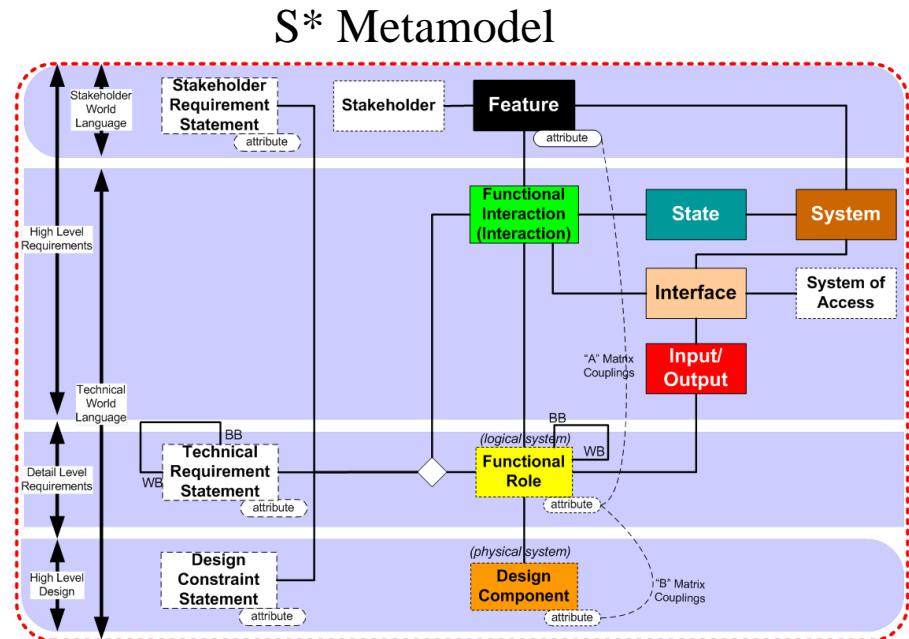 S* Metamodel
Stakeholder
World
Language
Stakeholder
Requirement
Statement
attribute
Stakeholder
Feature
attribute
High Level
Requirements
Functional
Interaction
(Interaction)
State
System
Interface
System of
Access
"A" Matrix
Couplings
Input/
Output
Technical
World
Language
BB
WB
Technical
Requirement
Statement
attribute
(logical system)
BB
WB
Functional
Role
attribute
Detail Level
Requirements
High Level
Design
Design
Constraint
Statement
attribute
(physical system)
Design
Component
attribute
"B" Matrix
Couplings